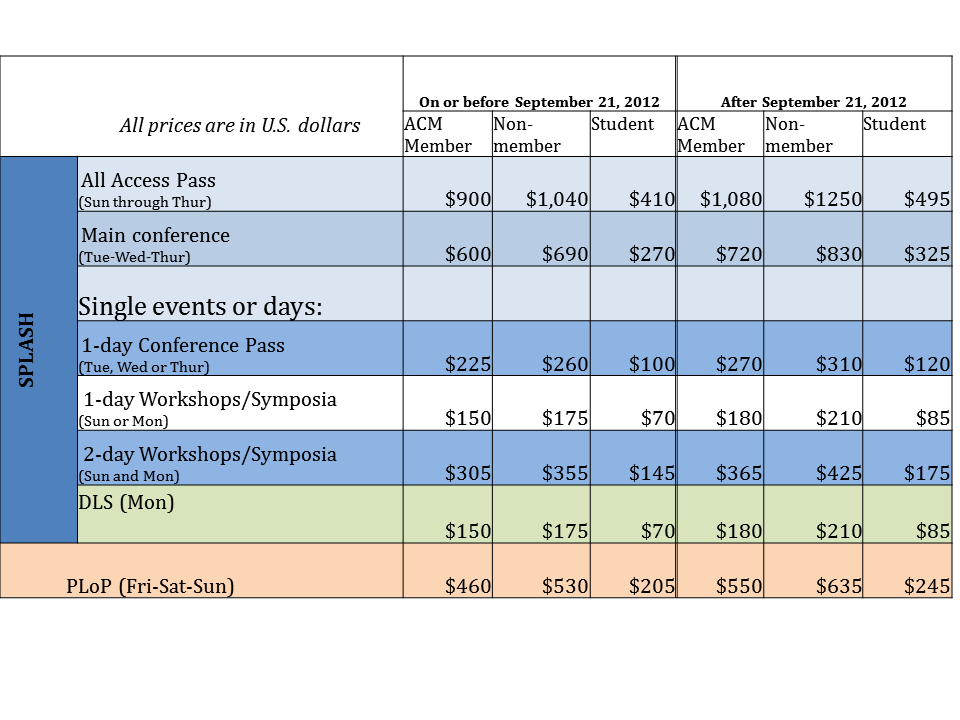 On or before September 21, 2012 After September 21, 2012
All prices are in U.S. dollars
ACM Member Non-member Student ACM Member Non-member Student
SPLASH
All Access Pass
(Sun through Thur) $900 $1,040 $410 $1,080 $1250 $495
Main conference
(Tue-Wed-Thur) $600 $690 $270 $720 $830 $325
Single events or days:
1-day Conference Pass
(Tue, Wed or Thur) $225 $260 $100 $270 $310 $120
1-day Workshops/Symposia
(Sun or Mon) $150 $175 $70 $180 $210 $85
2-day Workshops/Symposia
(Sun and Mon) $305 $355 $145 $365 $425 $175
DLS (Mon)
$150 $175 $70 $180 $210 $85
PLoP (Fri-Sat-Sun) $460 $530 $205 $550 $635 $245